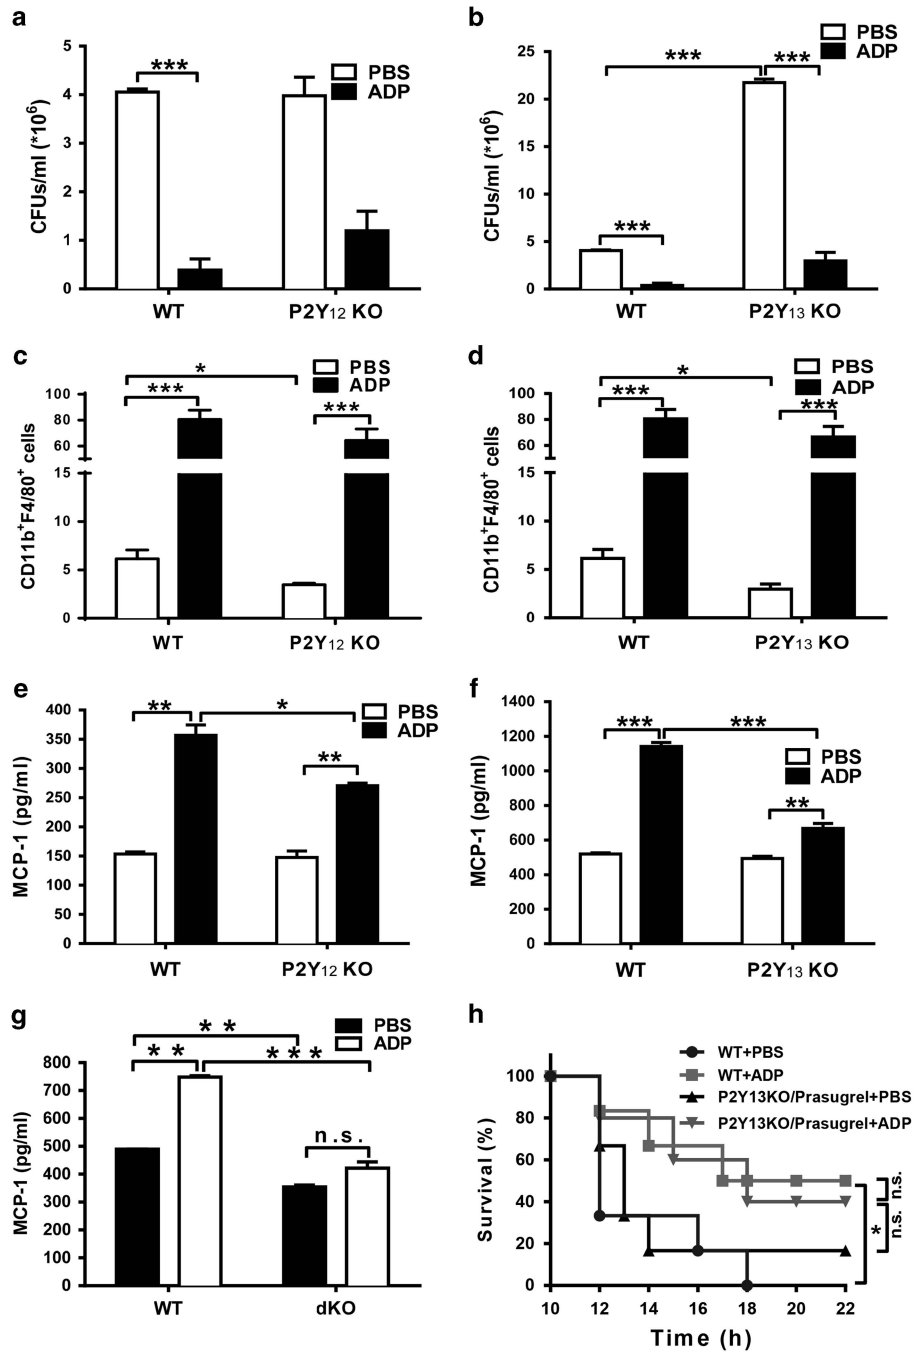 a
PBS
ADP
***
CFUs/ml (*10⁶)
5
4
3
2
1
0
WT
P2Y₁₂ KO
b
PBS
ADP
***
***
***
CFUs/ml (*10⁶)
25
20
15
10
5
0
WT
P2Y₁₃ KO
c
PBS
ADP
*
***
***
CD11b⁺F4/80⁺ cells
100
80
60
15
10
5
0
WT
P2Y₁₂ KO
d
PBS
ADP
*
***
***
CD11b⁺F4/80⁺ cells
100
80
60
15
10
5
0
WT
P2Y₁₃ KO
e
PBS
ADP
**
*
**
MCP-1 (pg/ml)
400
350
300
250
200
150
100
50
0
WT
P2Y₁₂ KO
f
PBS
ADP
***
***
**
MCP-1 (pg/ml)
1400
1200
1000
800
600
400
200
0
WT
P2Y₁₃ KO
g
PBS
ADP
* *
* *
* * *
n.s.
MCP-1 (pg/ml)
800
700
600
500
400
300
200
100
0
WT
dKO
h
WT+PBS
WT+ADP
P2Y13KO/Prasugrel+PBS
P2Y13KO/Prasugrel+ADP
Survival (%)
100
80
60
40
20
0
n.s.
n.s.
*
10 12 14 16 18 20 22
Time (h)